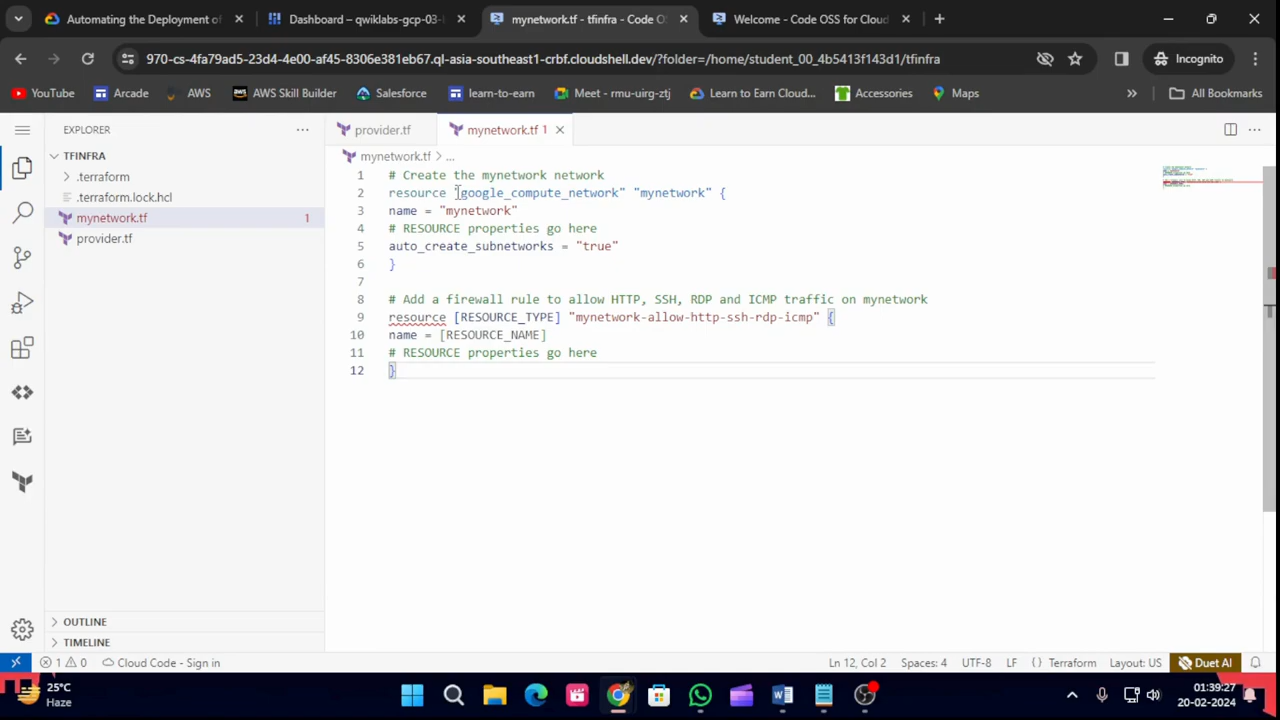 Automating the Deployment of
Dashboard – qwiklabs-gcp-03-
mynetwork.tf - tfinfra - Code O
Welcome - Code OSS for Cloud
970-cs-4fa79ad5-23d4-4e00-af45-8306e381eb67.ql-asia-southeast1-crbf.cloudshell.dev/?folder=/home/student_00_4b5413f143d1/tfinfra
Incognito
YouTube
Arcade
AWS
AWS Skill Builder
Salesforce
learn-to-earn
Meet - rmu-uirg-ztj
Learn to Earn Cloud...
Accessories
Maps
All Bookmarks
EXPLORER
provider.tf
mynetwork.tf 1
TFINFRA
mynetwork.tf > ...
.terraform
.terraform.lock.hcl
mynetwork.tf 1
provider.tf
1 # Create the mynetwork network
2 resource "google_compute_network" "mynetwork" {
3 name = "mynetwork"
4 # RESOURCE properties go here
5 auto_create_subnetworks = "true"
6 }
7
8 # Add a firewall rule to allow HTTP, SSH, RDP and ICMP traffic on mynetwork
9 resource [RESOURCE_TYPE] "mynetwork-allow-http-ssh-rdp-icmp" {
10 name = [RESOURCE_NAME]
11 # RESOURCE properties go here
12 }
OUTLINE
TIMELINE
1 0 Cloud Code - Sign in
Ln 12, Col 2 Spaces: 4 UTF-8 LF {} Terraform Layout: US Duet AI
25°C
Haze
01:39:27
20-02-2024